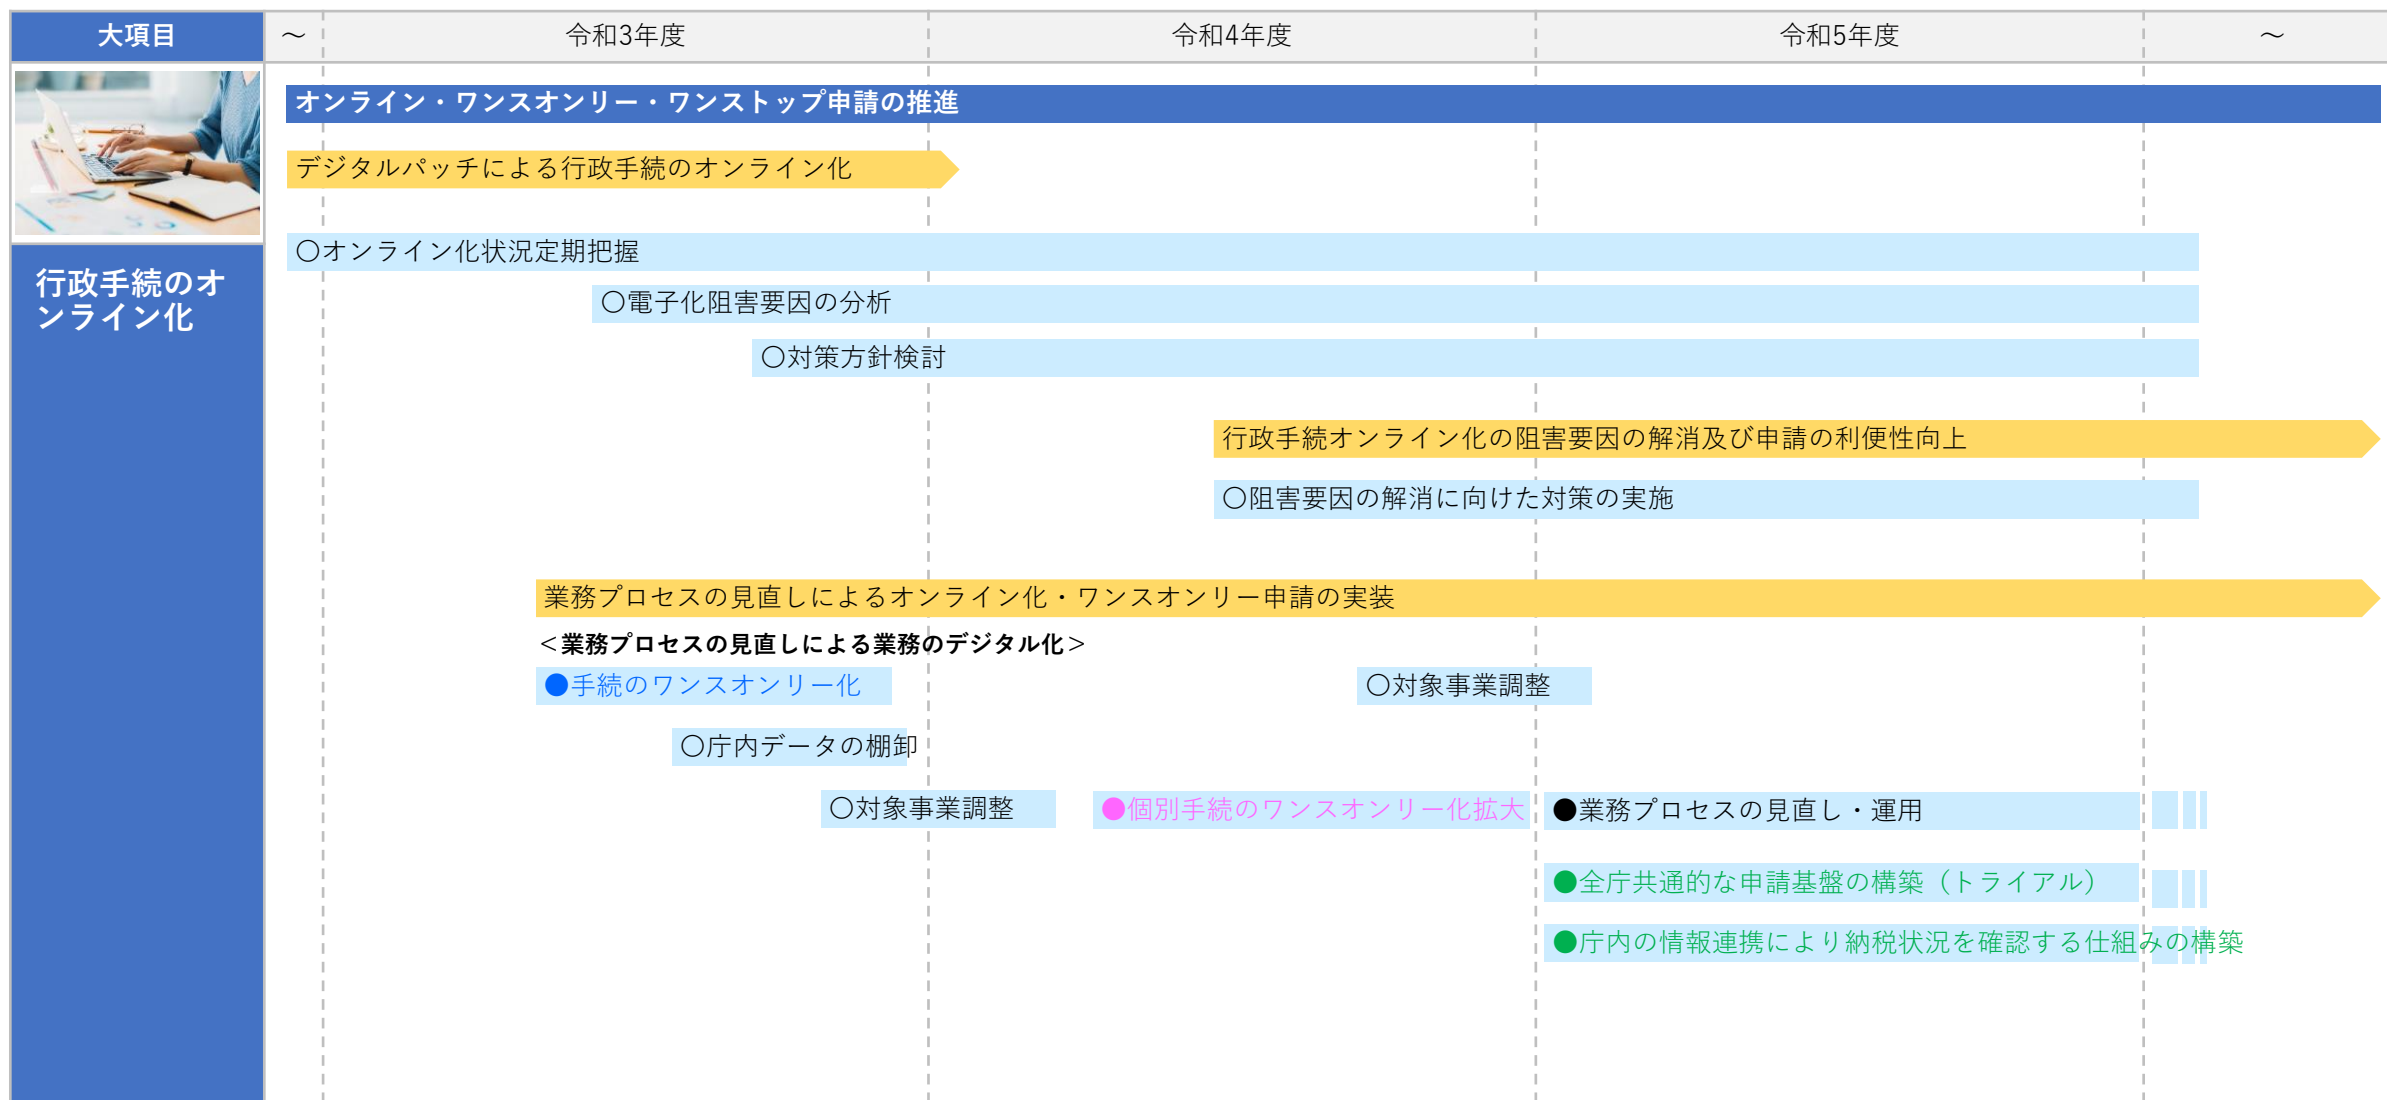 大項目
～
令和3年度
令和4年度
令和5年度
～
行政手続のオ
ンライン化
オンライン・ワンスオンリー・ワンストップ申請の推進
デジタルパッチによる行政手続のオンライン化
〇オンライン化状況定期把握
〇電子化阻害要因の分析
〇対策方針検討
行政手続オンライン化の阻害要因の解消及び申請の利便性向上
〇阻害要因の解消に向けた対策の実施
業務プロセスの見直しによるオンライン化・ワンスオンリー申請の実装
＜業務プロセスの見直しによる業務のデジタル化＞
●手続のワンスオンリー化
〇対象事業調整
〇庁内データの棚卸
〇対象事業調整
●個別手続のワンスオンリー化拡大
●業務プロセスの見直し・運用
●全庁共通的な申請基盤の構築（トライアル）
●庁内の情報連携により納税状況を確認する仕組みの構築